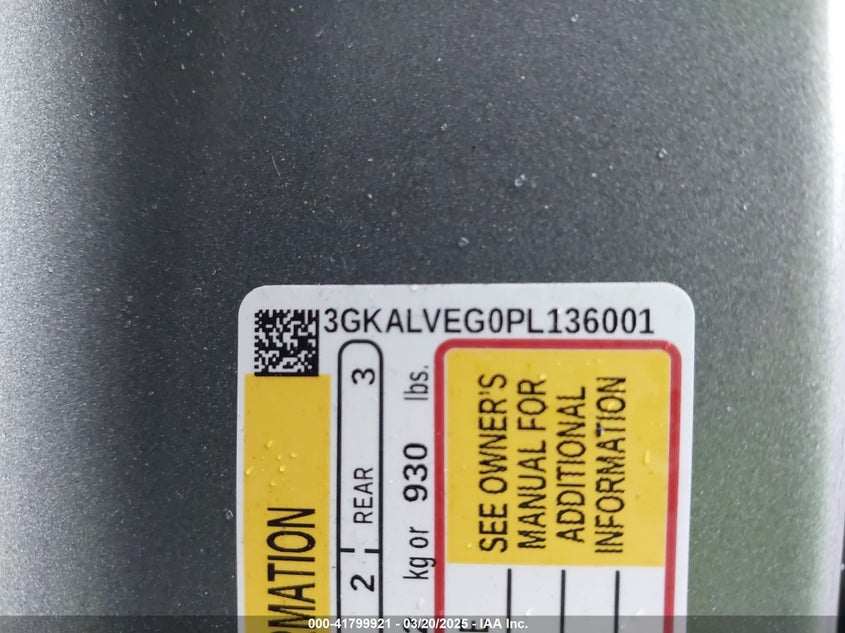 3GKALVEG0PL136001
RMATION
2 REAR 3
kg or 930 lbs.
SEE OWNER'S
MANUAL FOR
ADDITIONAL
INFORMATION
000-41799921 - 03/20/2025 - IAA Inc.